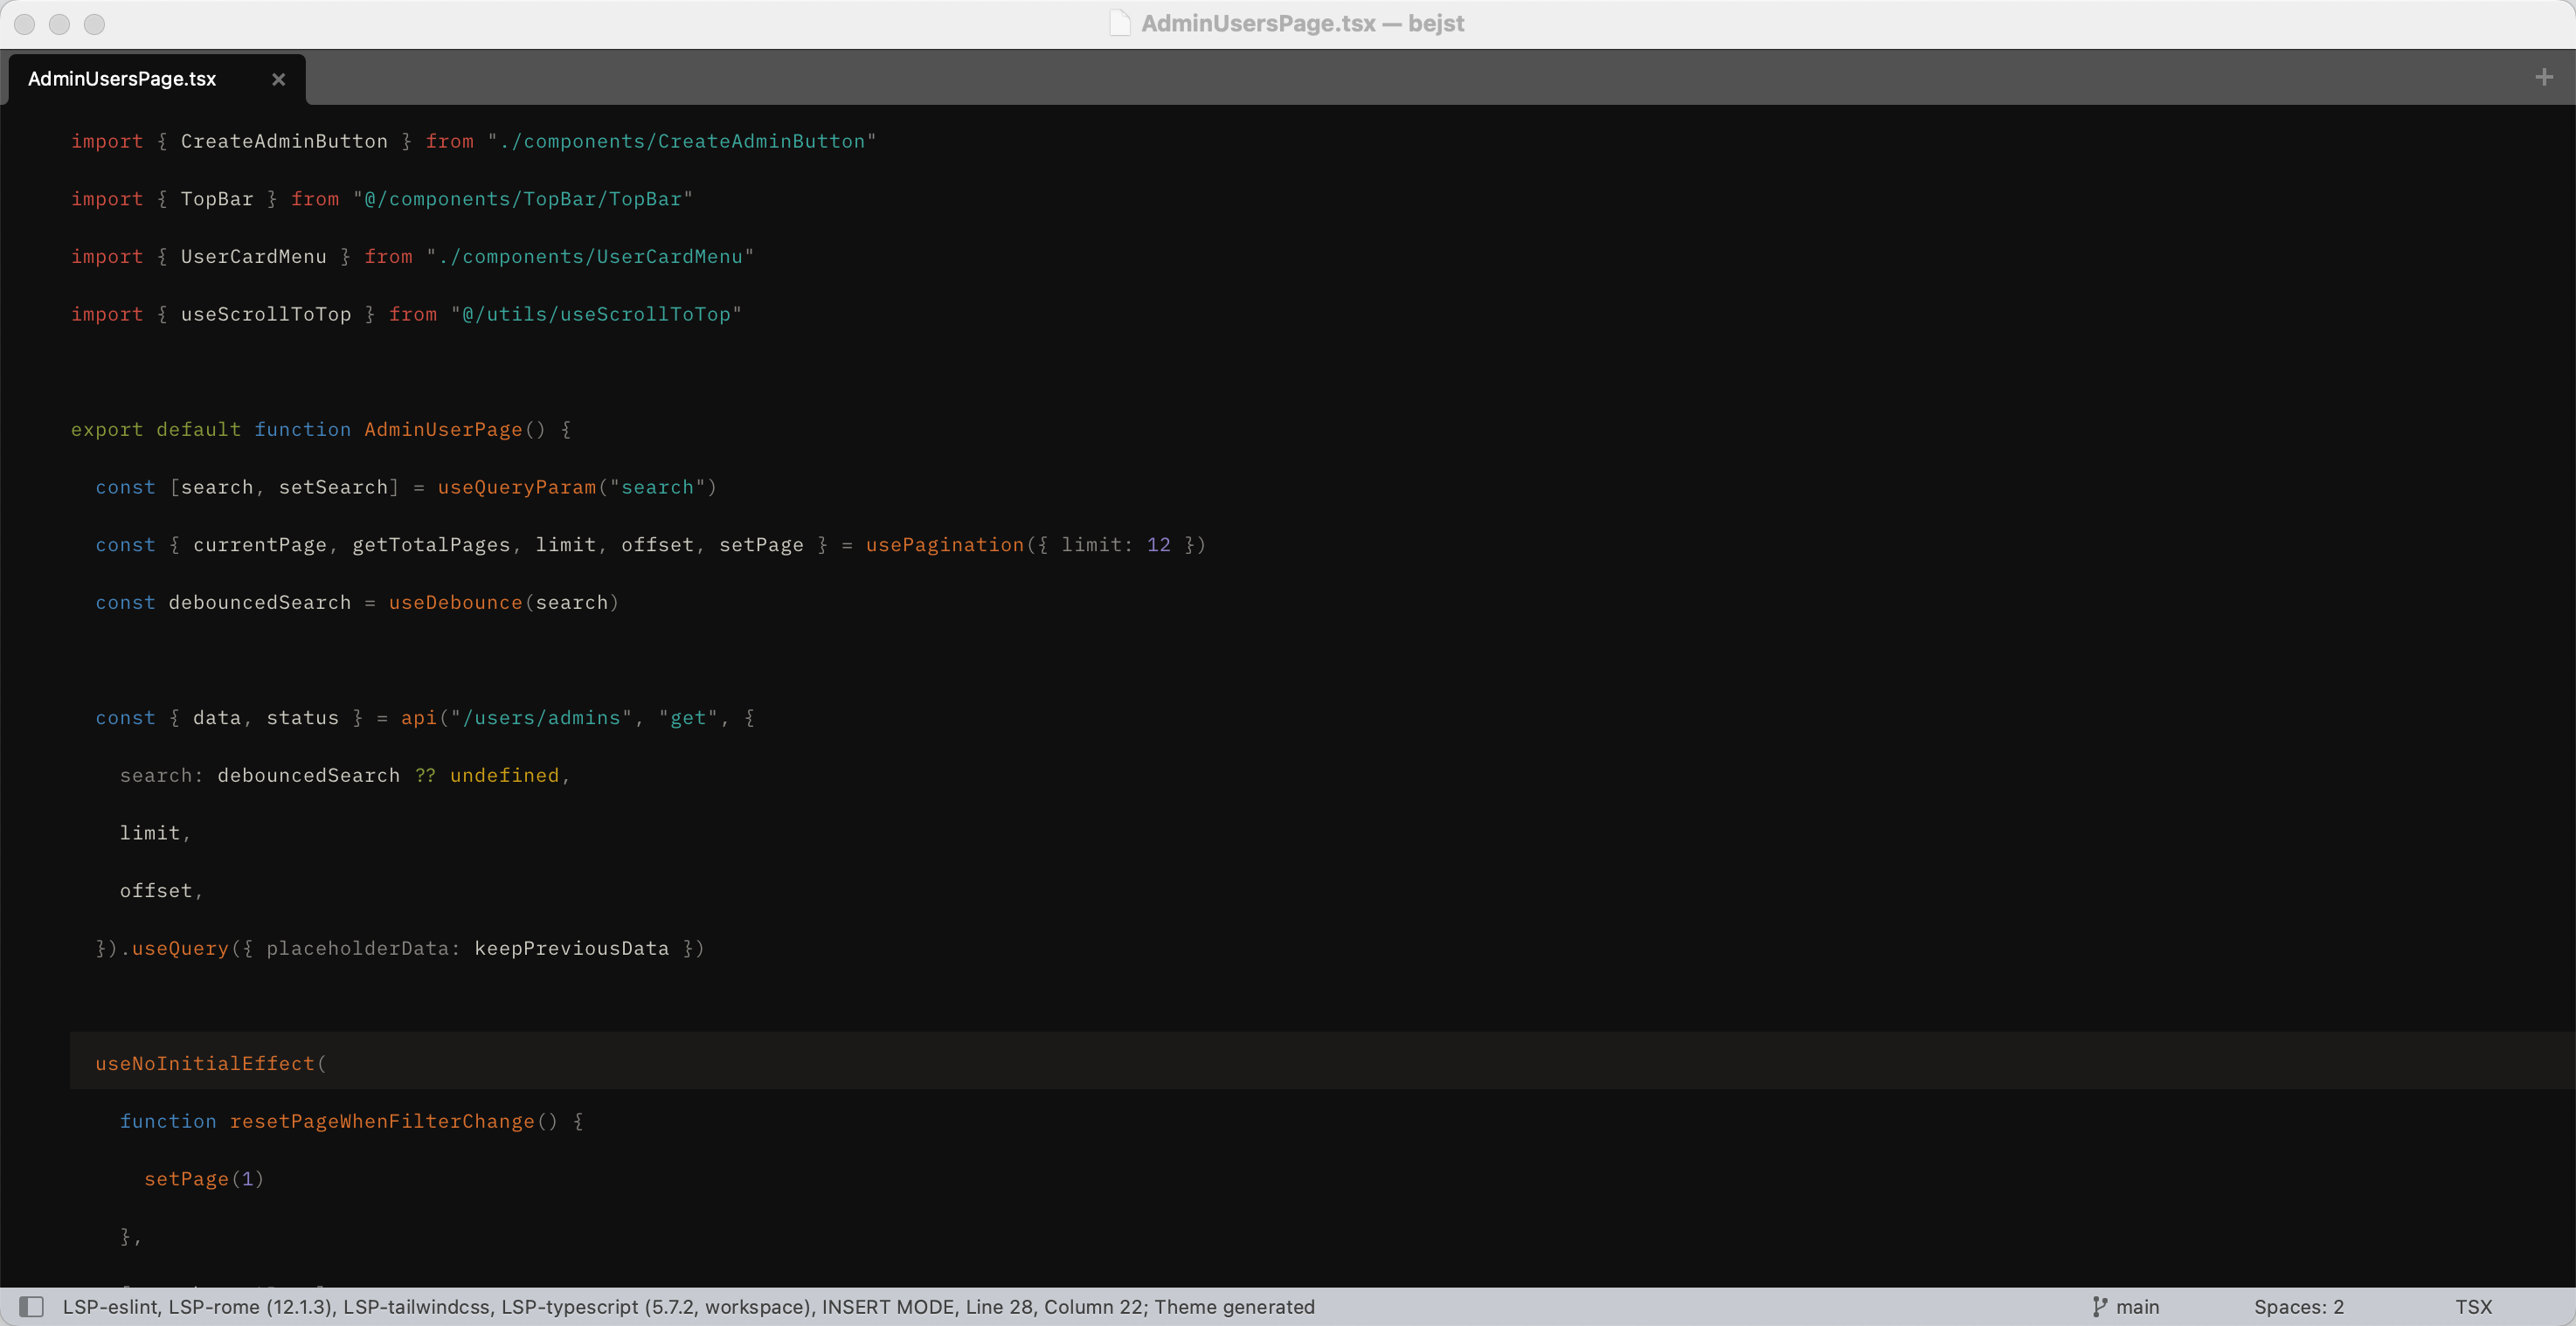 AdminUsersPage.tsx — bejst
AdminUsersPage.tsx
import { CreateAdminButton } from "./components/CreateAdminButton"
import { TopBar } from "@/components/TopBar/TopBar"
import { UserCardMenu } from "./components/UserCardMenu"
import { useScrollToTop } from "@/utils/useScrollToTop"
export default function AdminUserPage() {
  const [search, setSearch] = useQueryParam("search")
  const { currentPage, getTotalPages, limit, offset, setPage } = usePagination({ limit: 12 })
  const debouncedSearch = useDebounce(search)
  const { data, status } = api("/users/admins", "get", {
    search: debouncedSearch ?? undefined,
    limit,
    offset,
  }).useQuery({ placeholderData: keepPreviousData })
  useNoInitialEffect(
    function resetPageWhenFilterChange() {
      setPage(1)
    },
LSP-eslint, LSP-rome (12.1.3), LSP-tailwindcss, LSP-typescript (5.7.2, workspace), INSERT MODE, Line 28, Column 22; Theme generated
main
Spaces: 2
TSX